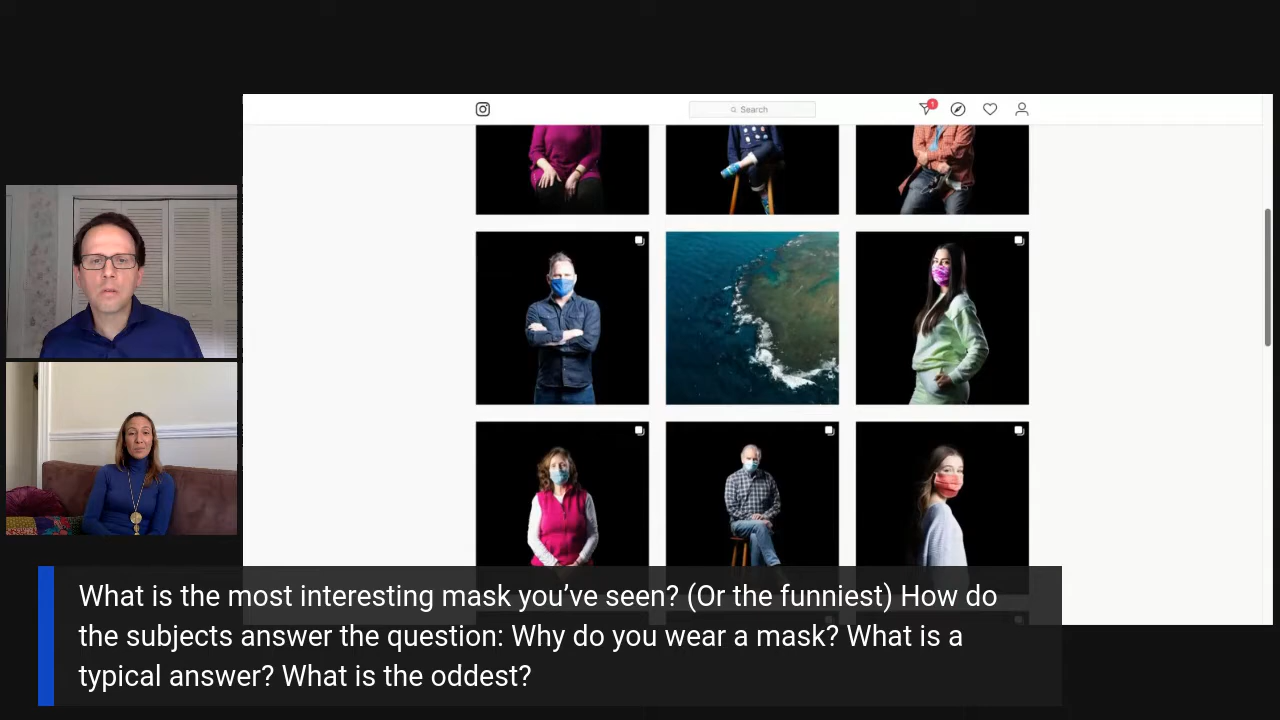 Search
1
What is the most interesting mask you’ve seen? (Or the funniest) How do
the subjects answer the question: Why do you wear a mask? What is a
typical answer? What is the oddest?